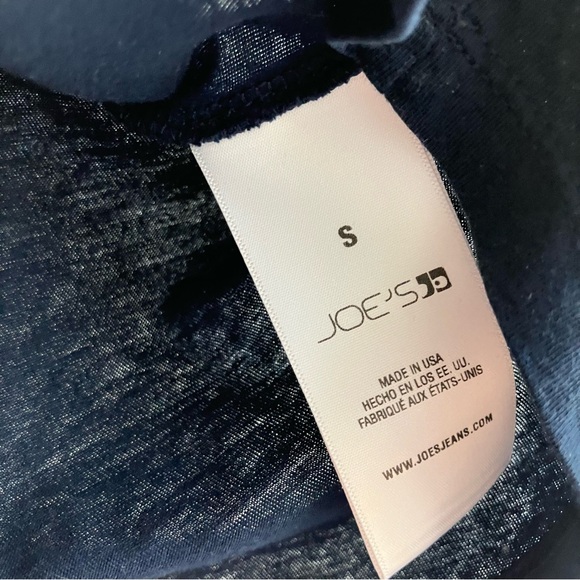 S
JOE'S
MADE IN USA
HECHO EN LOS EE. UU.
FABRIQUÉ AUX ÉTATS-UNIS
WWW.JOESJEANS.COM